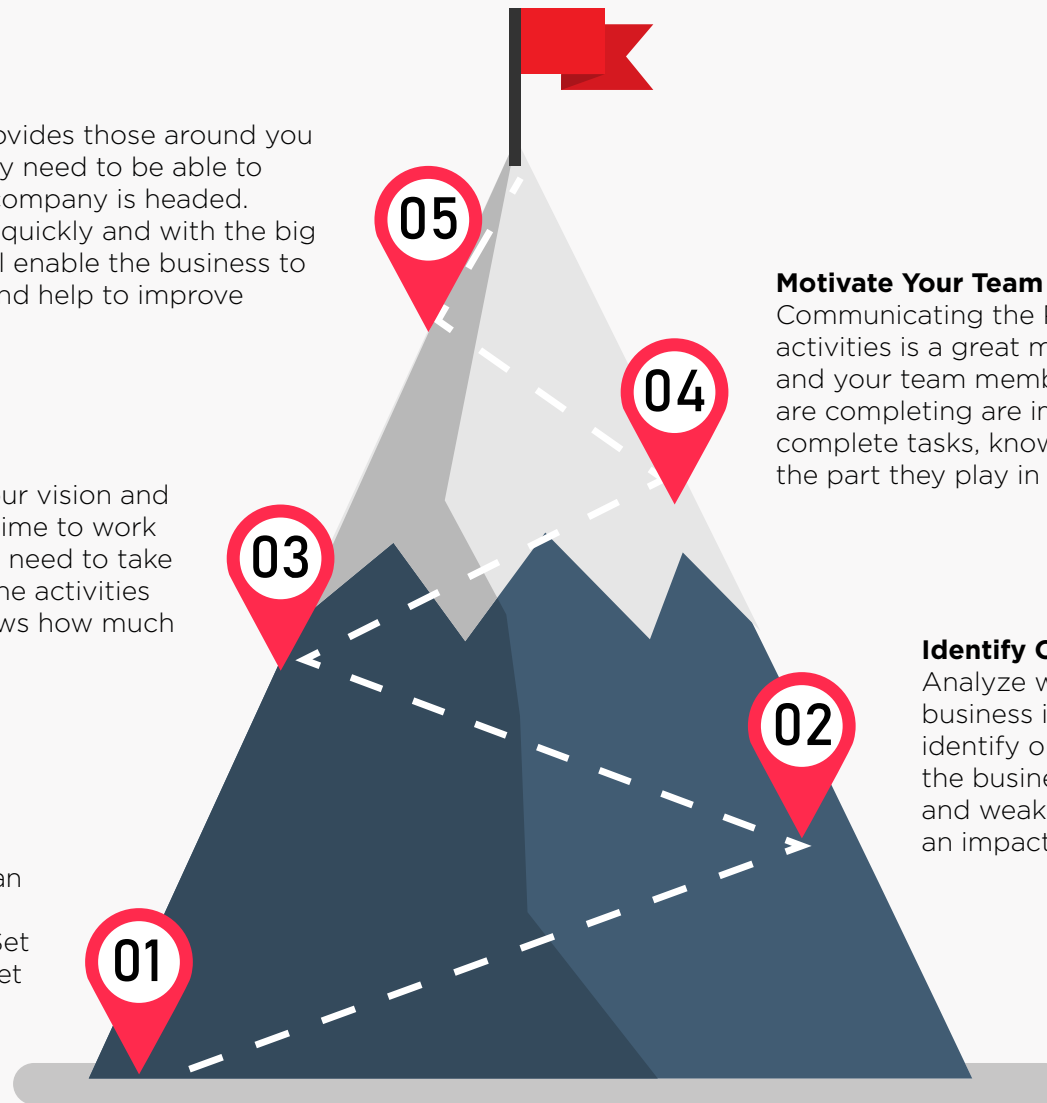 ovides those around you
y need to be able to
company is headed.
quickly and with the big
l enable the business to
nd help to improve
05
Motivate Your Team
Communicating the
activities is a great m
and your team memb
are completing are in
complete tasks, know
the part they play in
04
ur vision and
ime to work
need to take
he activities
ws how much
03
Identify
Analyze w
business i
identify o
the busine
and weak
an impact
02
an
Set
et
01